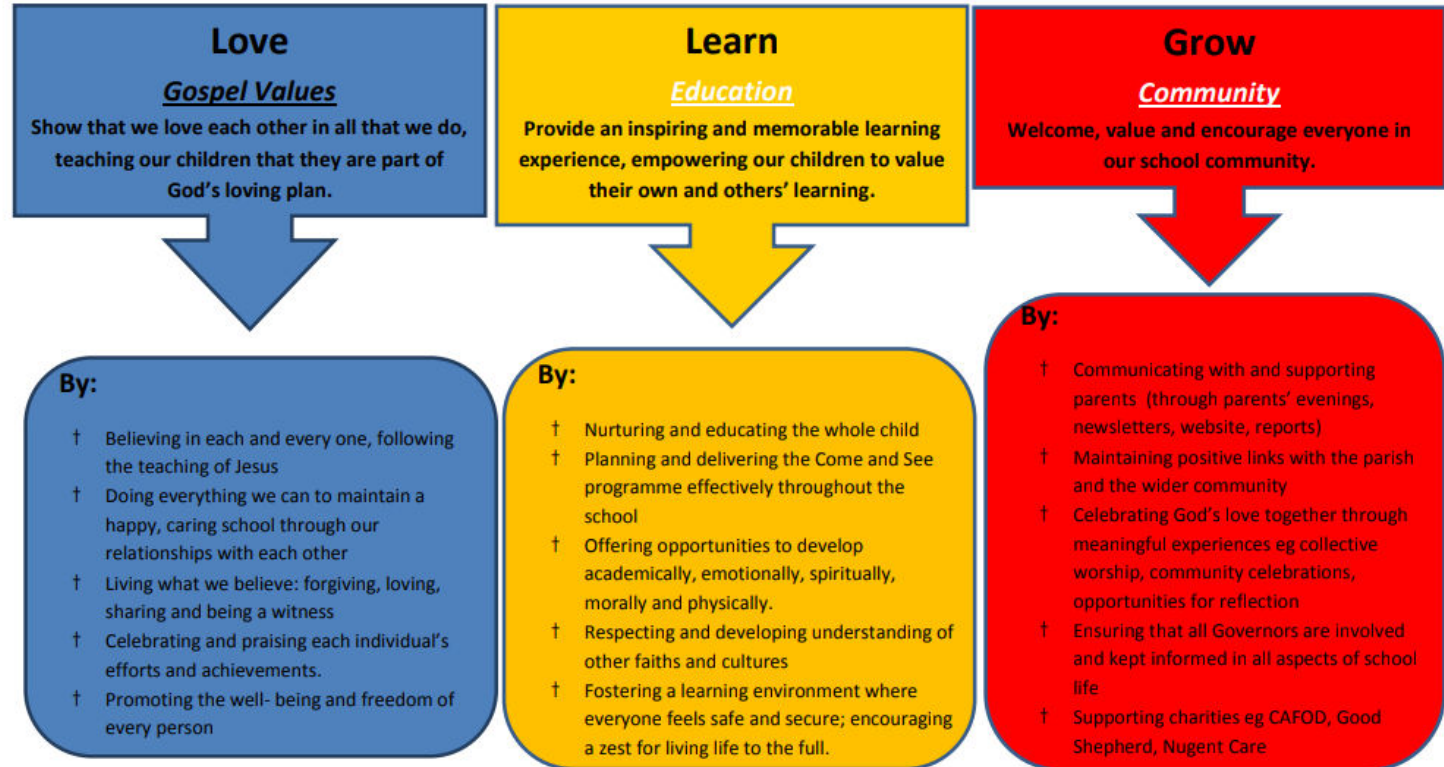 Love
Gospel Values
Show that we love each other in all that we do,
teaching our children that they are part of
God’s loving plan.
By:
† Believing in each and every one, following
the teaching of Jesus
† Doing everything we can to maintain a
happy, caring school through our
relationships with each other
† Living what we believe: forgiving, loving,
sharing and being a witness
† Celebrating and praising each individual’s
efforts and achievements.
† Promoting the well- being and freedom of
every person
Learn
Education
Provide an inspiring and memorable learning
experience, empowering our children to value
their own and others’ learning.
By:
† Nurturing and educating the whole child
† Planning and delivering the Come and See
programme effectively throughout the
school
† Offering opportunities to develop
academically, emotionally, spiritually,
morally and physically.
† Respecting and developing understanding of
other faiths and cultures
† Fostering a learning environment where
everyone feels safe and secure; encouraging
a zest for living life to the full.
Grow
Community
Welcome, value and encourage everyone in
our school community.
By:
† Communicating with and supporting
parents (through parents’ evenings,
newsletters, website, reports)
† Maintaining positive links with the parish
and the wider community
† Celebrating God’s love together through
meaningful experiences eg collective
worship, community celebrations,
opportunities for reflection
† Ensuring that all Governors are involved
and kept informed in all aspects of school
life
† Supporting charities eg CAFOD, Good
Shepherd, Nugent Care